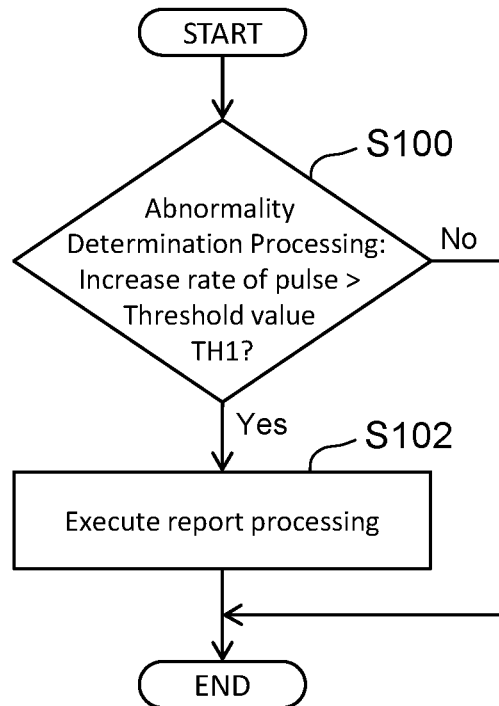 START
S100
Abnormality
Determination Processing:
Increase rate of pulse >
Threshold value
TH1?
No
Yes
S102
Execute report processing
END